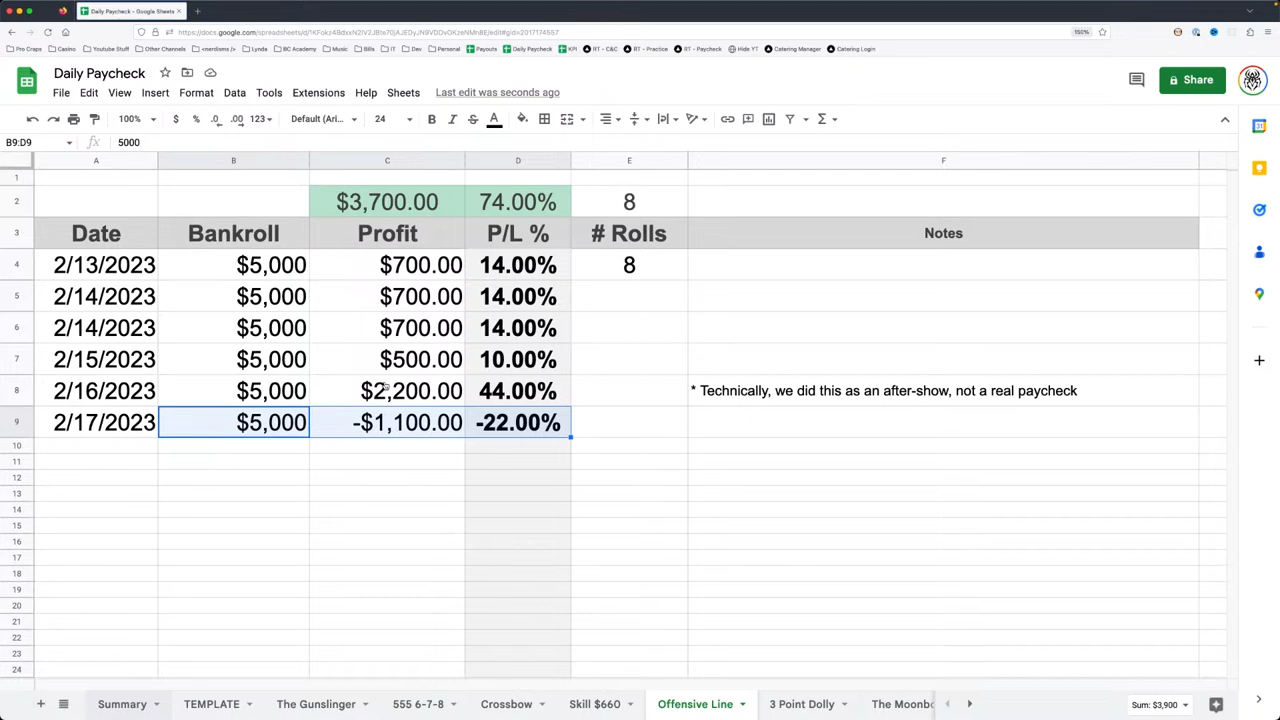 Daily Paycheck - Google Sheets
https://docs.google.com/spreadsheets/d/
150%
Pro Craps Casino Youtube Stuff Other Channels <nerdisms /> Lynda BC Academy Music Bills IT Dev Personal Payouts Daily Paycheck KPI RT - C&C RT - Practice RT - Paycheck Hide YT Catering Manager Catering Login
Daily Paycheck
File Edit View Insert Format Data Tools Extensions Help Sheets Last edit was seconds ago
Share
100% $ % .0 .00 123 Default (Ari... 24 B I S A
B9:D9 fx 5000
A B C D E F
1
2 $3,700.00 74.00% 8
3 Date Bankroll Profit P/L % # Rolls Notes
4 2/13/2023 $5,000 $700.00 14.00% 8
5 2/14/2023 $5,000 $700.00 14.00%
6 2/14/2023 $5,000 $700.00 14.00%
7 2/15/2023 $5,000 $500.00 10.00%
8 2/16/2023 $5,000 $2,200.00 44.00% * Technically, we did this as an after-show, not a real paycheck
9 2/17/2023 $5,000 -$1,100.00 -22.00%
10
11
12
13
14
15
16
17
18
19
20
21
22
23
24
Summary TEMPLATE The Gunslinger 555 6-7-8 Crossbow Skill $660 Offensive Line 3 Point Dolly The Moonbo Sum: $3,900